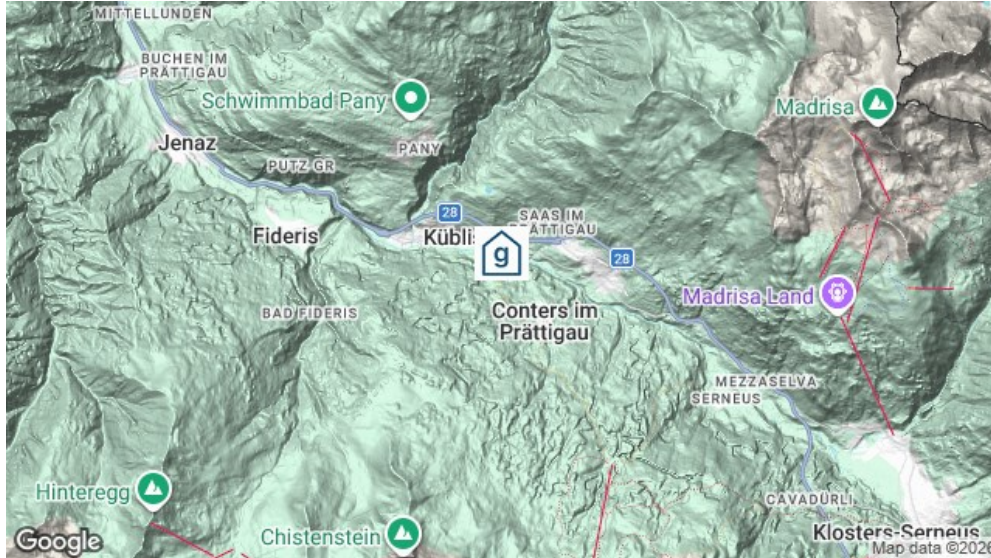 MITTELLUNDEN
BUCHEN IM
PRÄTTIGAU
Schwimmbad Pany
Madrisa
Jenaz
PANY
PUTZ GR
28
SAAS IM
PRÄTTIGAU
Fideris
Küblis
g
28
Madrisa Land
BAD FIDERIS
Conters im
Prättigau
MEZZASELVA
SERNEUS
Hinteregg
CAVADÜRLI
Chistenstein
Klosters-Serneus
Google
Map data ©2026